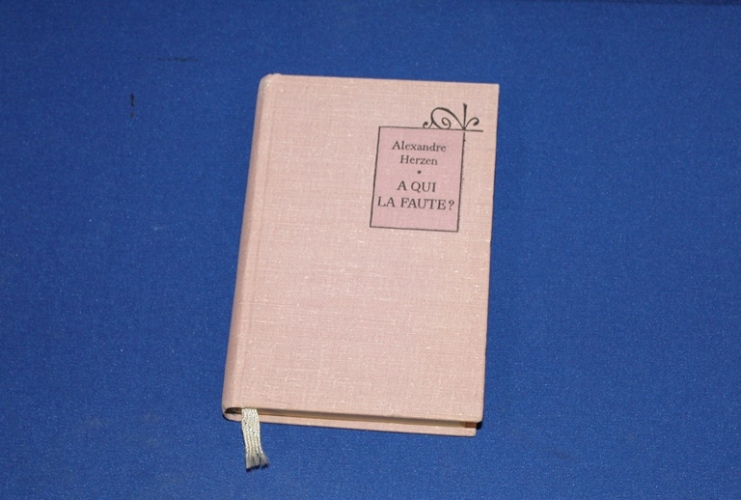 Alexandre
Herzen
A QUI
LA FAUTE?